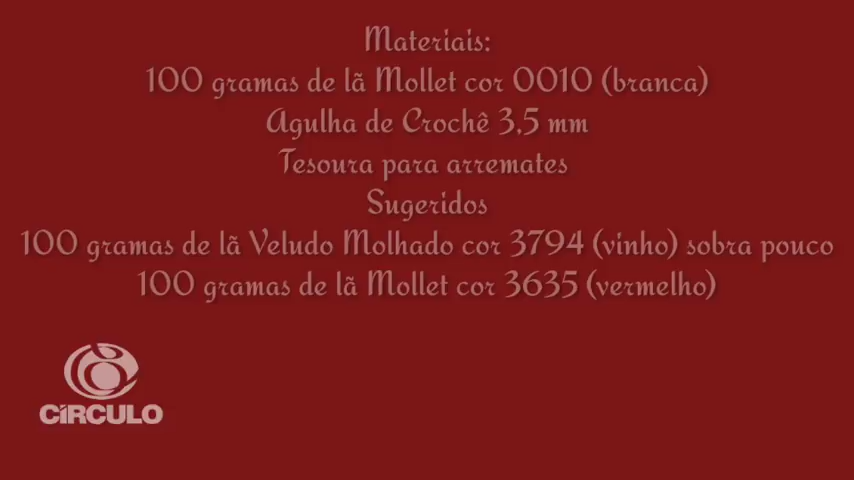 Materiais:
100 gramas de lã Mollet cor 0010 (branca)
Agulha de Crochê 3,5 mm
Tesoura para arremates
Sugeridos
100 gramas de lã Veludo Molhado cor 3794 (vinho) sobra pouco
100 gramas de lã Mollet cor 3635 (vermelho)
CÍRCULO